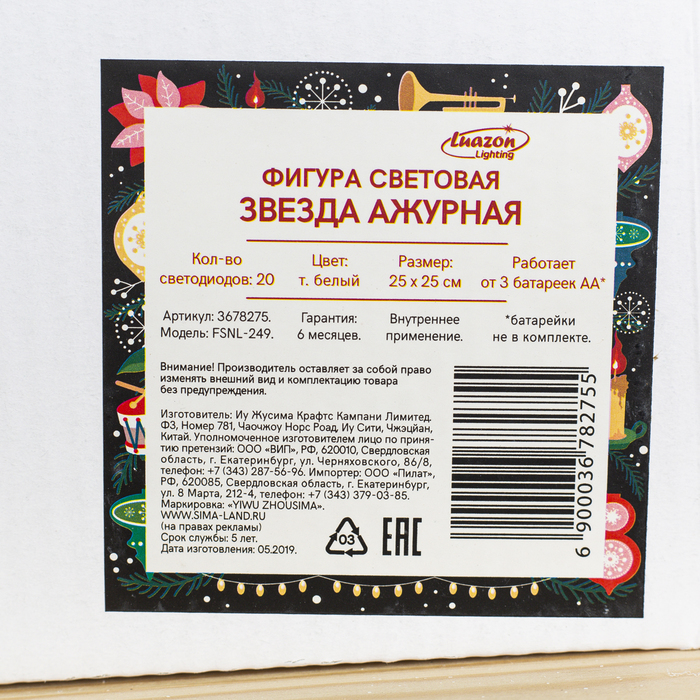 Luazon
Lighting
ФИГУРА СВЕТОВАЯ
ЗВЕЗДА АЖУРНАЯ
Кол-во
светодиодов: 20
Цвет:
т. белый
Размер:
25 x 25 см
Работает
от 3 батареек АА*
Артикул: 3678275.
Модель: FSNL-249.
Гарантия:
6 месяцев.
Внутреннее
применение.
*батарейки
не в комплекте.
Внимание! Производитель оставляет за собой право
изменять внешний вид и комплектацию товара
без предупреждения.
Изготовитель: Иу Жусима Крафтс Кампани Лимитед.
Ф3, Номер 781, Чаочжоу Норс Роад, Иу Сити, Чжэцйан,
Китай. Уполномоченное изготовителем лицо по приня-
тию претензий: ООО «ВИП», РФ, 620010, Свердловская
область, г. Екатеринбург, ул. Черняховского, 86/8,
телефон: +7 (343) 287-56-96. Импортер: ООО «Пилат»,
РФ, 620085, Свердловская область, г. Екатеринбург,
ул. 8 Марта, 212-4, телефон: +7 (343) 379-03-85.
Маркировка: «YIWU ZHOUSIMA».
WWW.SIMA-LAND.RU
(на правах рекламы)
Срок службы: 5 лет.
Дата изготовления: 05.2019.
03
EAC
6 900036 782755